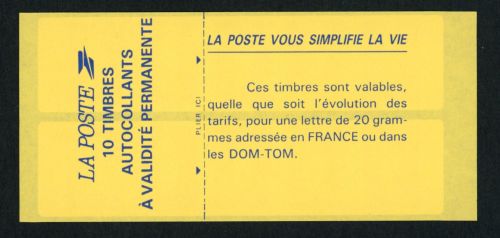 LA POSTE
10 TIMBRES
AUTOCOLLANTS
À VALIDITÉ PERMANENTE
PLIER ICI
LA POSTE VOUS SIMPLIFIE LA VIE
Ces timbres sont valables,
quelle que soit l'évolution des
tarifs, pour une lettre de 20 gram-
mes adressée en FRANCE ou dans
les DOM-TOM.